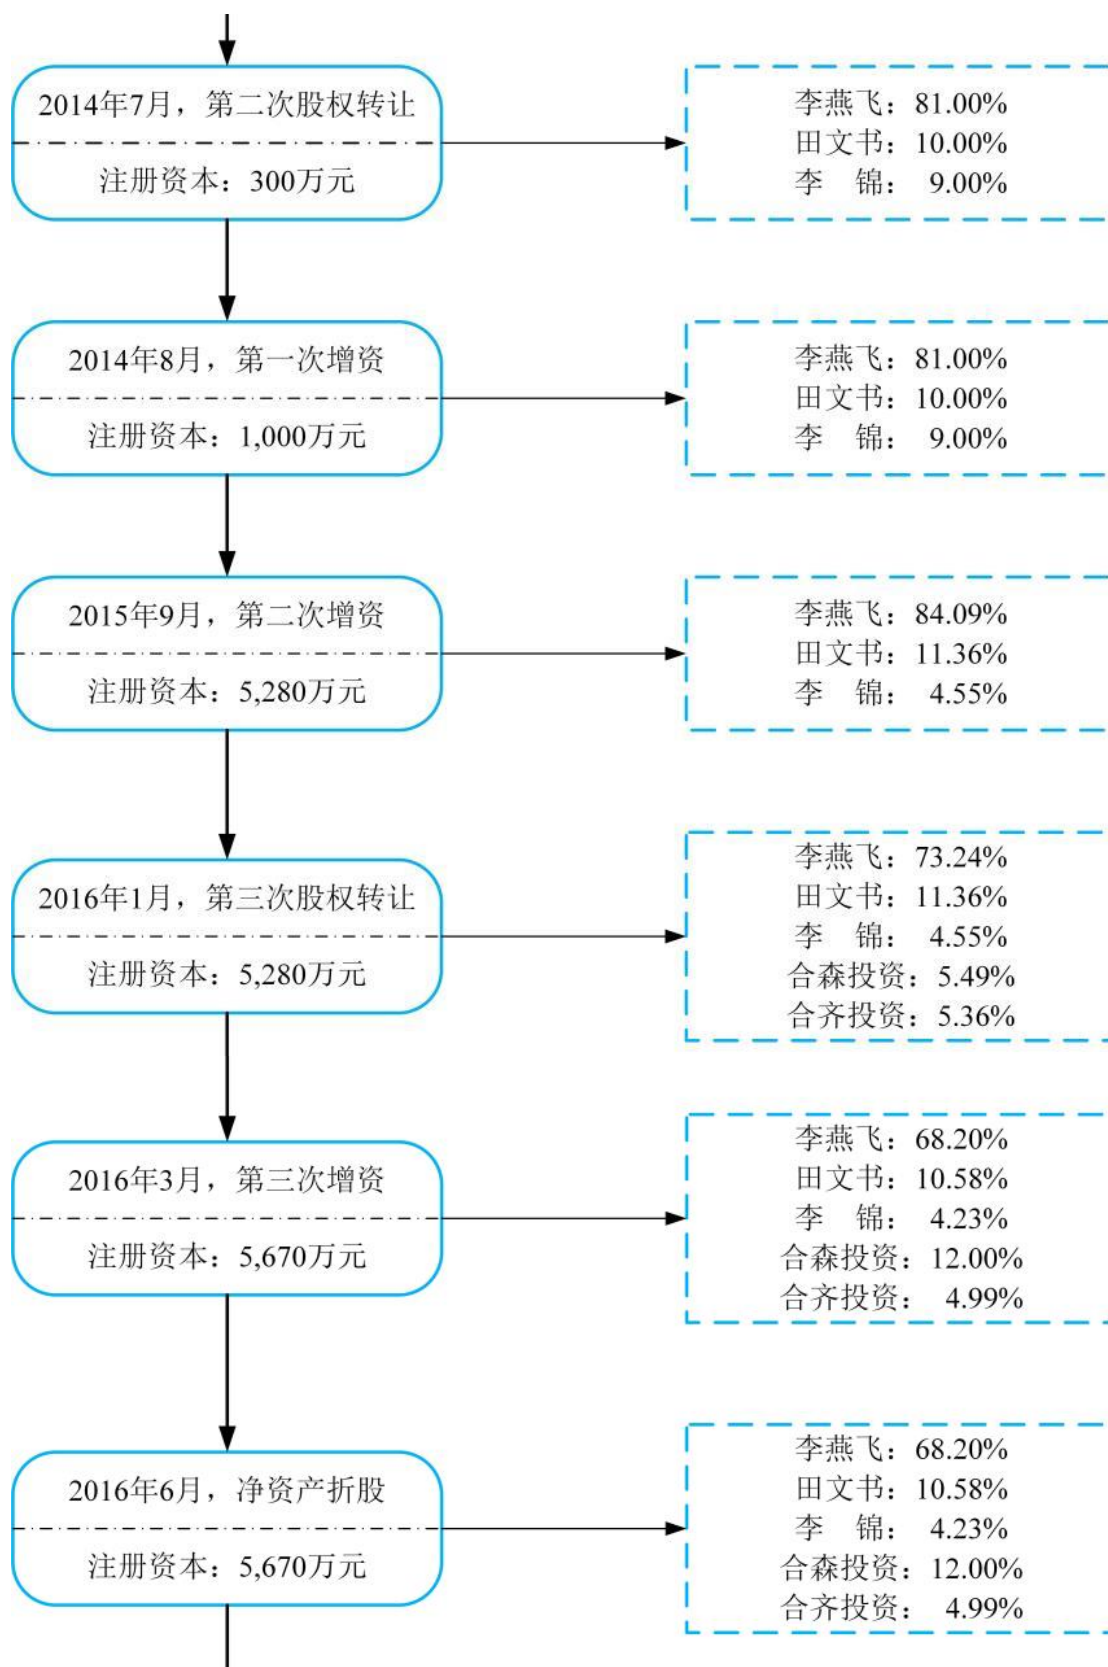 2014年7月，第二次股权转让
注册资本：300万元
李燕飞：81.00%
田文书：10.00%
李　锦： 9.00%
2014年8月，第一次增资
注册资本：1,000万元
李燕飞：81.00%
田文书：10.00%
李　锦： 9.00%
2015年9月，第二次增资
注册资本：5,280万元
李燕飞：84.09%
田文书：11.36%
李　锦： 4.55%
2016年1月，第三次股权转让
注册资本：5,280万元
李燕飞：73.24%
田文书：11.36%
李　锦： 4.55%
合森投资：5.49%
合齐投资：5.36%
2016年3月，第三次增资
注册资本：5,670万元
李燕飞：68.20%
田文书：10.58%
李　锦： 4.23%
合森投资：12.00%
合齐投资： 4.99%
2016年6月，净资产折股
注册资本：5,670万元
李燕飞：68.20%
田文书：10.58%
李　锦： 4.23%
合森投资：12.00%
合齐投资： 4.99%